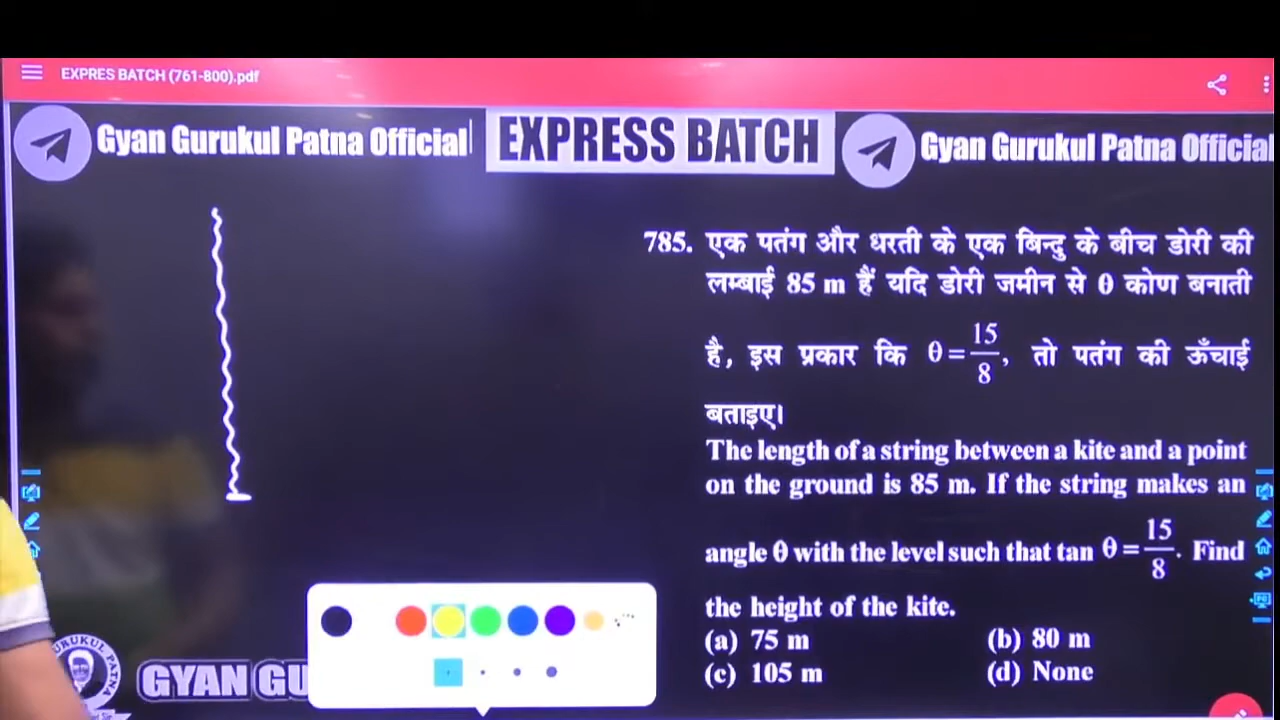 EXPRES BATCH (761-800).pdf
Gyan Gurukul Patna Official
EXPRESS BATCH
Gyan Gurukul Patna Official
785. एक पतंग और धरती के एक बिन्दु के बीच डोरी की
लम्बाई 85 m हैं यदि डोरी जमीन से θ कोण बनाती
है, इस प्रकार कि θ = 15/8, तो पतंग की ऊँचाई
बताइए।
The length of a string between a kite and a point
on the ground is 85 m. If the string makes an
angle θ with the level such that tan θ = 15/8. Find
the height of the kite.
(a) 75 m (b) 80 m
(c) 105 m (d) None
GYAN GU